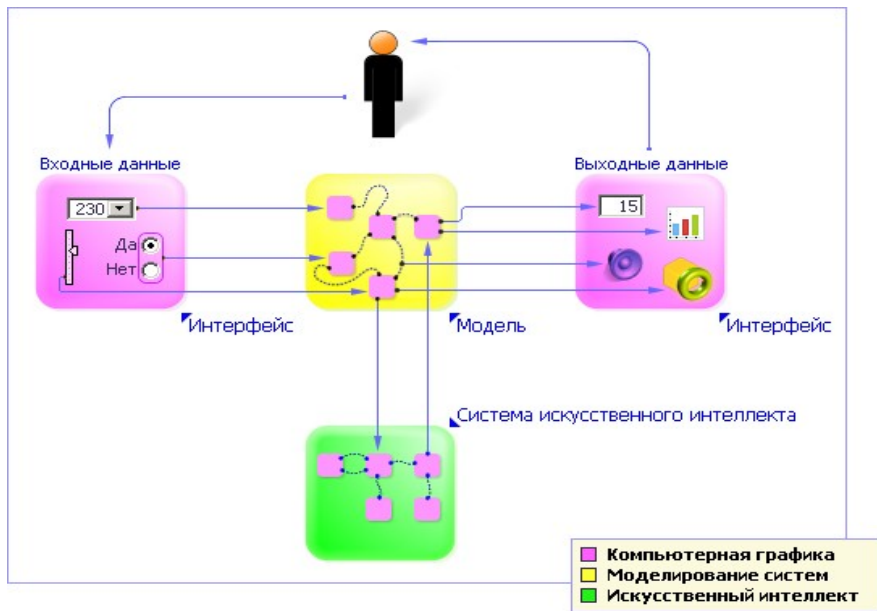 Входные данные
Выходные данные
230
15
Да
Нет
Интерфейс
Модель
Интерфейс
Система искусственного интеллекта
Компьютерная графика
Моделирование систем
Искусственный интеллект